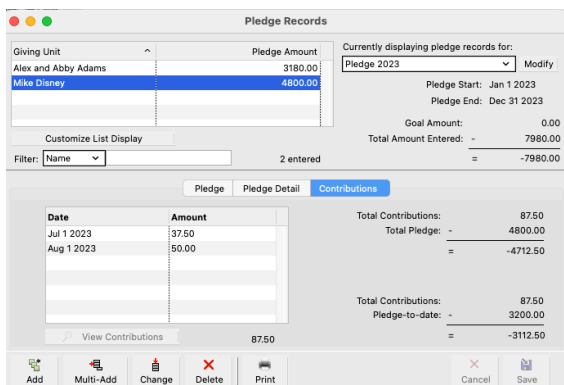 Pledge Records
Giving Unit Pledge Amount
Alex and Abby Adams 3180.00
Mike Disney 4800.00
Customize List Display
Filter: Name 2 entered
Currently displaying pledge records for:
Pledge 2023 Modify
Pledge Start: Jan 1 2023
Pledge End: Dec 31 2023
Goal Amount: 0.00
Total Amount Entered: - 7980.00
= -7980.00
Pledge Pledge Detail Contributions
Date Amount
Jul 1 2023 37.50
Aug 1 2023 50.00
View Contributions 87.50
Total Contributions: 87.50
Total Pledge: - 4800.00
= -4712.50
Total Contributions: 87.50
Pledge-to-date: - 3200.00
= -3112.50
Add Multi-Add Change Delete Print Cancel Save